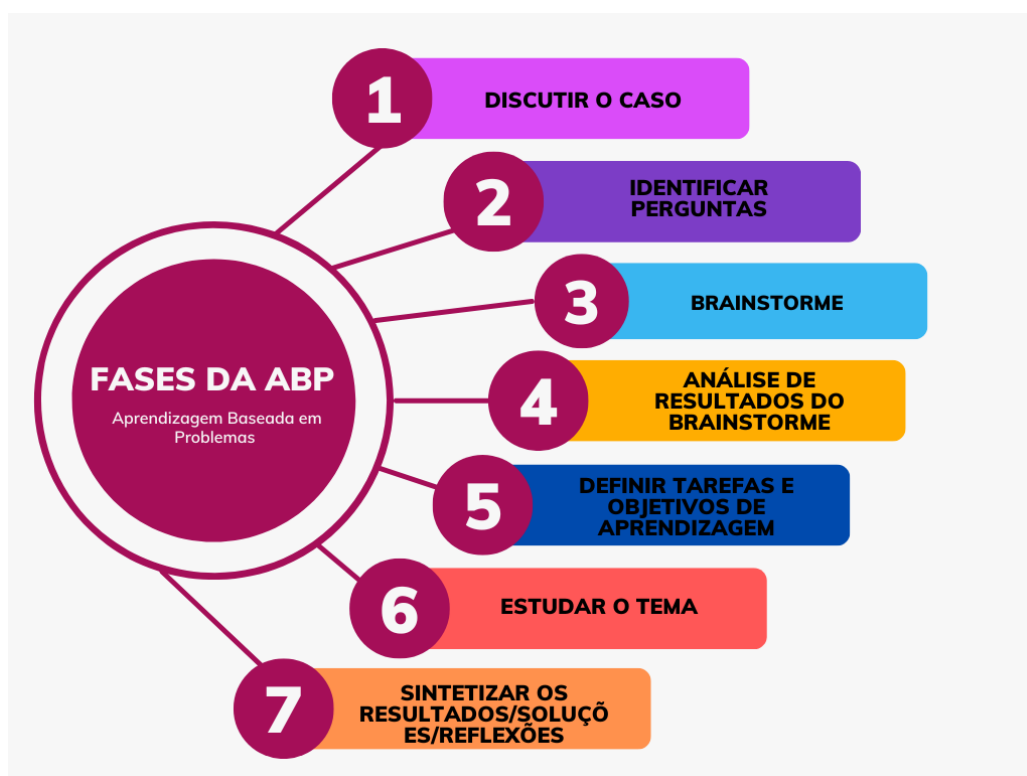 1
DISCUTIR O CASO
2
IDENTIFICAR
PERGUNTAS
3
BRAINSTORME
FASES DA ABP
Aprendizagem Baseada em
Problemas
4
ANÁLISE DE
RESULTADOS DO
BRAINSTORME
5
DEFINIR TAREFAS E
OBJETIVOS DE
APRENDIZAGEM
6
ESTUDAR O TEMA
7
SINTETIZAR OS
RESULTADOS/SOLUÇÕ
ES/REFLEXÕES